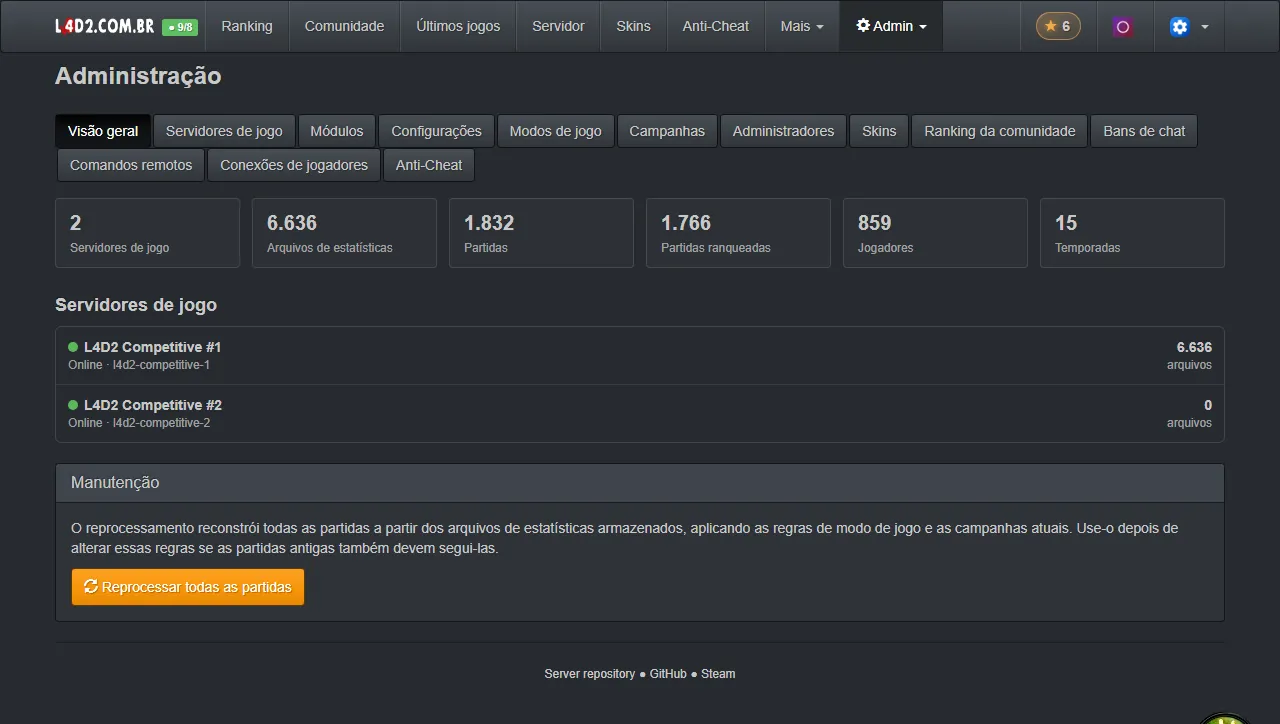 L4D2.COM.BR ● 9/8 Ranking Comunidade Últimos jogos Servidor Skins Anti-Cheat Mais Admin 6
Administração
Visão geral Servidores de jogo Módulos Configurações Modos de jogo Campanhas Administradores Skins Ranking da comunidade Bans de chat
Comandos remotos Conexões de jogadores Anti-Cheat
2 6.636 1.832 1.766 859 15
Servidores de jogo Arquivos de estatísticas Partidas Partidas ranqueadas Jogadores Temporadas
Servidores de jogo
L4D2 Competitive #1 6.636
Online · l4d2-competitive-1 arquivos
L4D2 Competitive #2 0
Online · l4d2-competitive-2 arquivos
Manutenção
O reprocessamento reconstrói todas as partidas a partir dos arquivos de estatísticas armazenados, aplicando as regras de modo de jogo e as campanhas atuais. Use-o depois de
alterar essas regras se as partidas antigas também devem segui-las.
Reprocessar todas as partidas
Server repository ● GitHub ● Steam